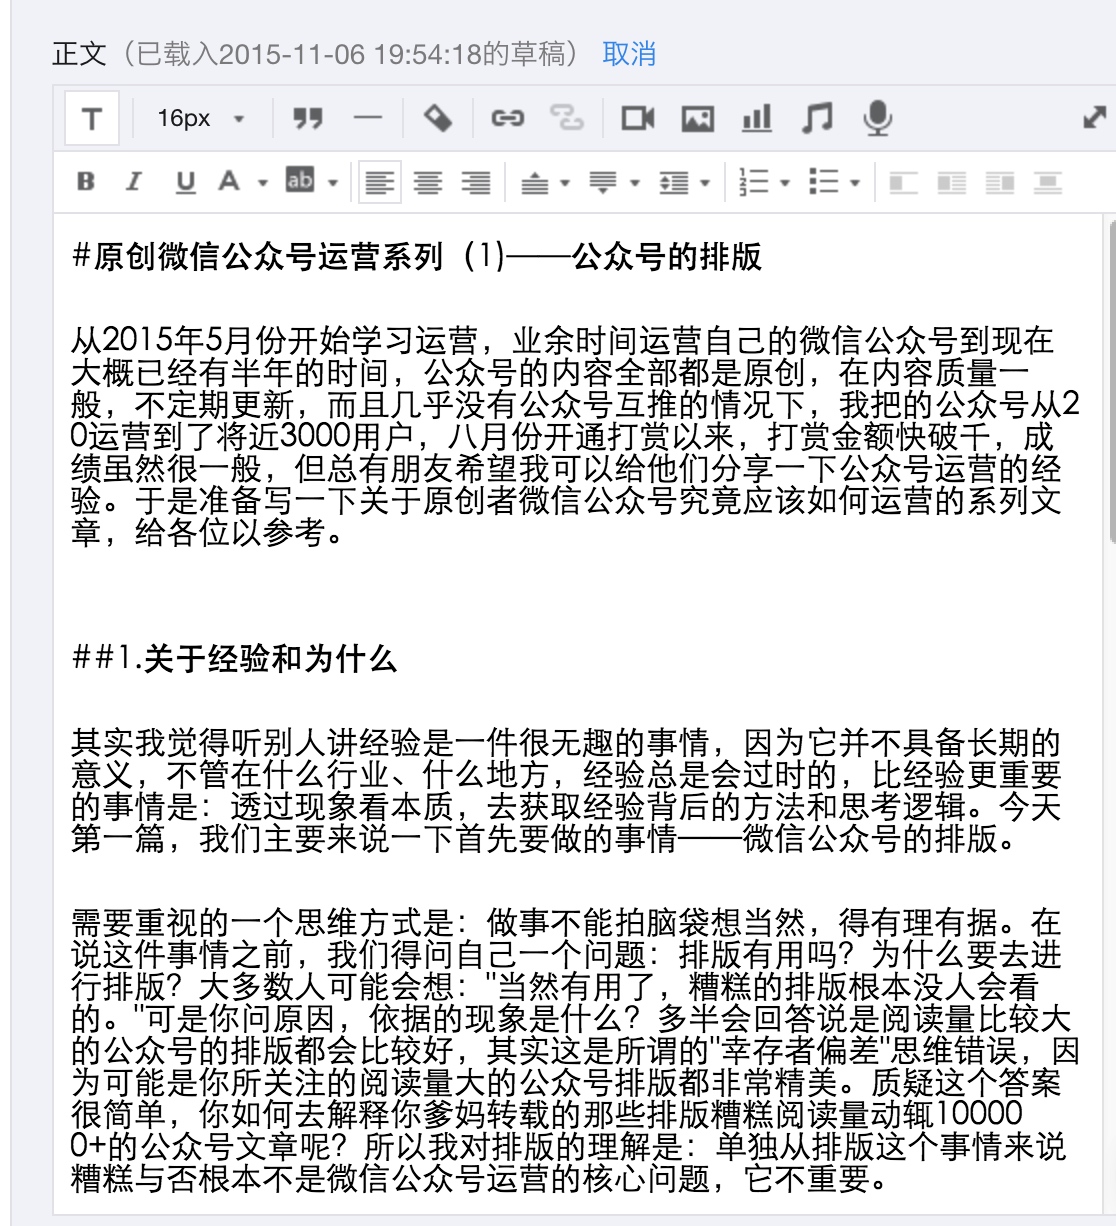 正文（已载入2015-11-06 19:54:18的草稿） 取消
T 16px
B I U A ab
#原创微信公众号运营系列（1)——公众号的排版
从2015年5月份开始学习运营，业余时间运营自己的微信公众号到现在
大概已经有半年的时间，公众号的内容全部都是原创，在内容质量一
般，不定期更新，而且几乎没有公众号互推的情况下，我把的公众号从2
0运营到了将近3000用户，八月份开通打赏以来，打赏金额快破千，成
绩虽然很一般，但总有朋友希望我可以给他们分享一下公众号运营的经
验。于是准备写一下关于原创者微信公众号究竟应该如何运营的系列文
章，给各位以参考。
##1.关于经验和为什么
其实我觉得听别人讲经验是一件很无趣的事情，因为它并不具备长期的
意义，不管在什么行业、什么地方，经验总是会过时的，比经验更重要
的事情是：透过现象看本质，去获取经验背后的方法和思考逻辑。今天
第一篇，我们主要来说一下首先要做的事情——微信公众号的排版。
需要重视的一个思维方式是：做事不能拍脑袋想当然，得有理有据。在
说这件事情之前，我们得问自己一个问题：排版有用吗？为什么要去进
行排版？大多数人可能会想："当然有用了，糟糕的排版根本没人会看
的。"可是你问原因，依据的现象是什么？多半会回答说是阅读量比较大
的公众号的排版都会比较好，其实这是所谓的"幸存者偏差"思维错误，因
为可能是你所关注的阅读量大的公众号排版都非常精美。质疑这个答案
很简单，你如何去解释你爹妈转载的那些排版糟糕阅读量动辄10000
0+的公众号文章呢？所以我对排版的理解是：单独从排版这个事情来说
糟糕与否根本不是微信公众号运营的核心问题，它不重要。